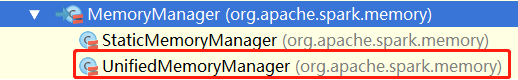 MemoryManager (org.apache.spark.memory)
StaticMemoryManager (org.apache.spark.memory)
UnifiedMemoryManager (org.apache.spark.memory)